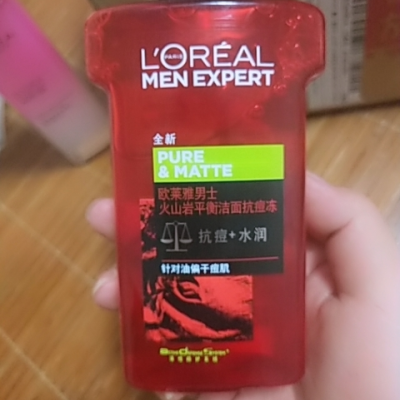 L'ORÉAL
PARIS
MEN EXPERT
全新
PURE
& MATTE
欧莱雅男士
火山岩平衡洁面抗痘冻
抗痘+水润
针对油偏干痘肌